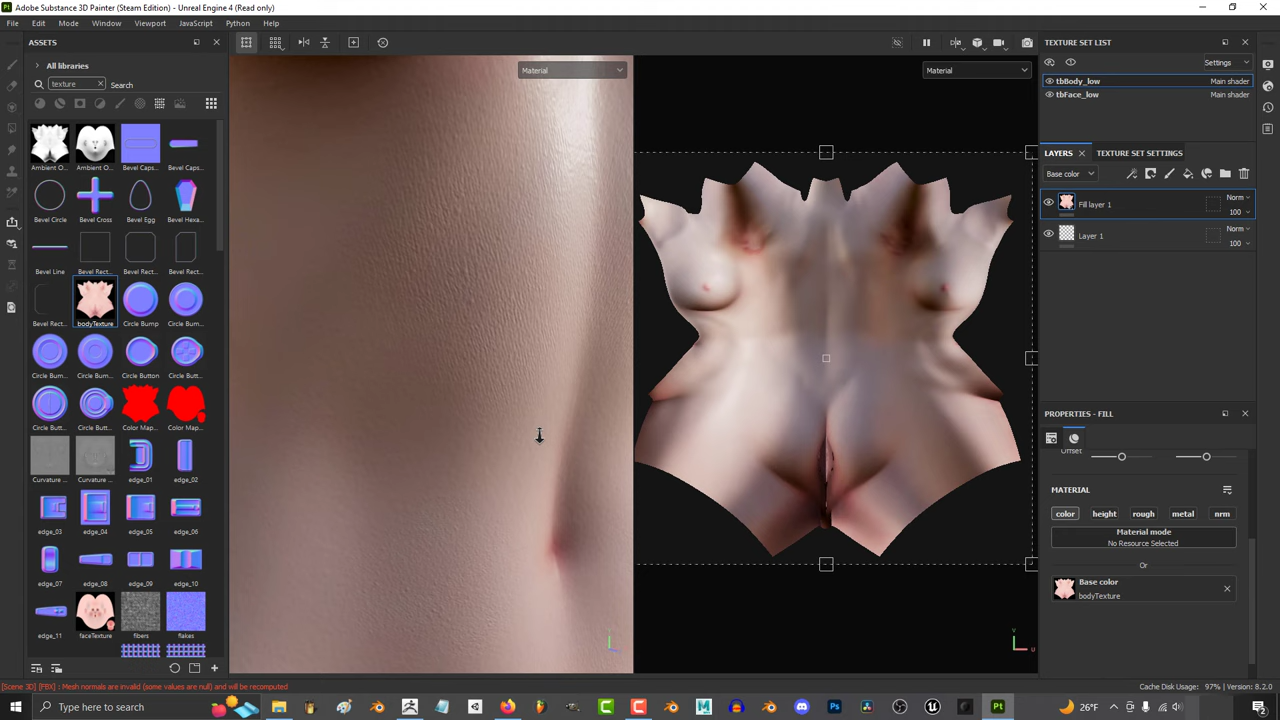 Adobe Substance 3D Painter (Steam Edition) - Unreal Engine 4 (Read only)
File Edit Mode Window Viewport JavaScript Python Help
ASSETS
All libraries
texture
Search
Ambient O... Ambient O... Bevel Caps... Bevel Caps...
Bevel Circle Bevel Cross Bevel Egg Bevel Hexa...
Bevel Line Bevel Rect... Bevel Rect... Bevel Rect...
Bevel Rect... bodyTexture Circle Bump Circle Bum...
Circle Bum... Circle Bum... Circle Button Circle Butt...
Circle Butt... Circle Butt... Color Map... Color Map...
Curvature ... Curvature ... edge_01 edge_02
edge_03 edge_04 edge_05 edge_06
edge_07 edge_08 edge_09 edge_10
edge_11 faceTexture fibers flakes
Material
Material
V
U
TEXTURE SET LIST
Settings
tbBody_low Main shader
tbFace_low Main shader
LAYERS
TEXTURE SET SETTINGS
Base color
Fill layer 1 Norm
100
Layer 1 Norm
100
PROPERTIES - FILL
Offset
MATERIAL
color height rough metal nrm
Material mode
No Resource Selected
Or
Base color
bodyTexture
[Scene 3D] [FBX] : Mesh normals are invalid (some values are null) and will be recomputed
Cache Disk Usage: 97% | Version: 8.2.0
Type here to search
26°F